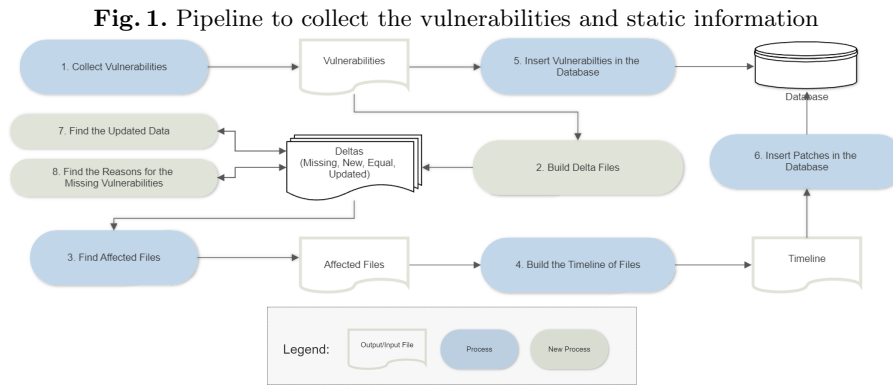 Fig. 1. Pipeline to collect the vulnerabilities and static information
1. Collect Vulnerabilities
Vulnerabilities
5. Insert Vulnerabilties in the
Database
Database
7. Find the Updated Data
8. Find the Reasons for the
Missing Vulnerabilities
Deltas
(Missing, New, Equal,
Updated)
2. Build Delta Files
6. Insert Patches in the
Database
3. Find Affected Files
Affected Files
4. Build the Timeline of Files
Timeline
Legend:
Output/Input File
Process
New Process